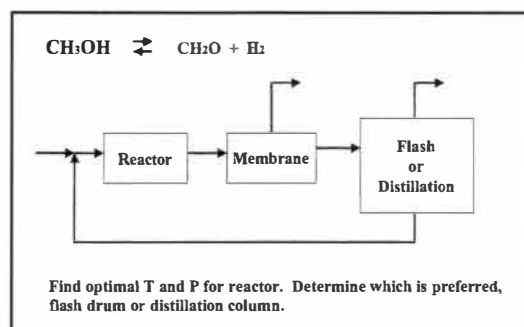 CH₃OH ⇄ CH₂O + H₂
Reactor
Membrane
Flash
or
Distillation
Find optimal T and P for reactor. Determine which is preferred,
flash drum or distillation column.